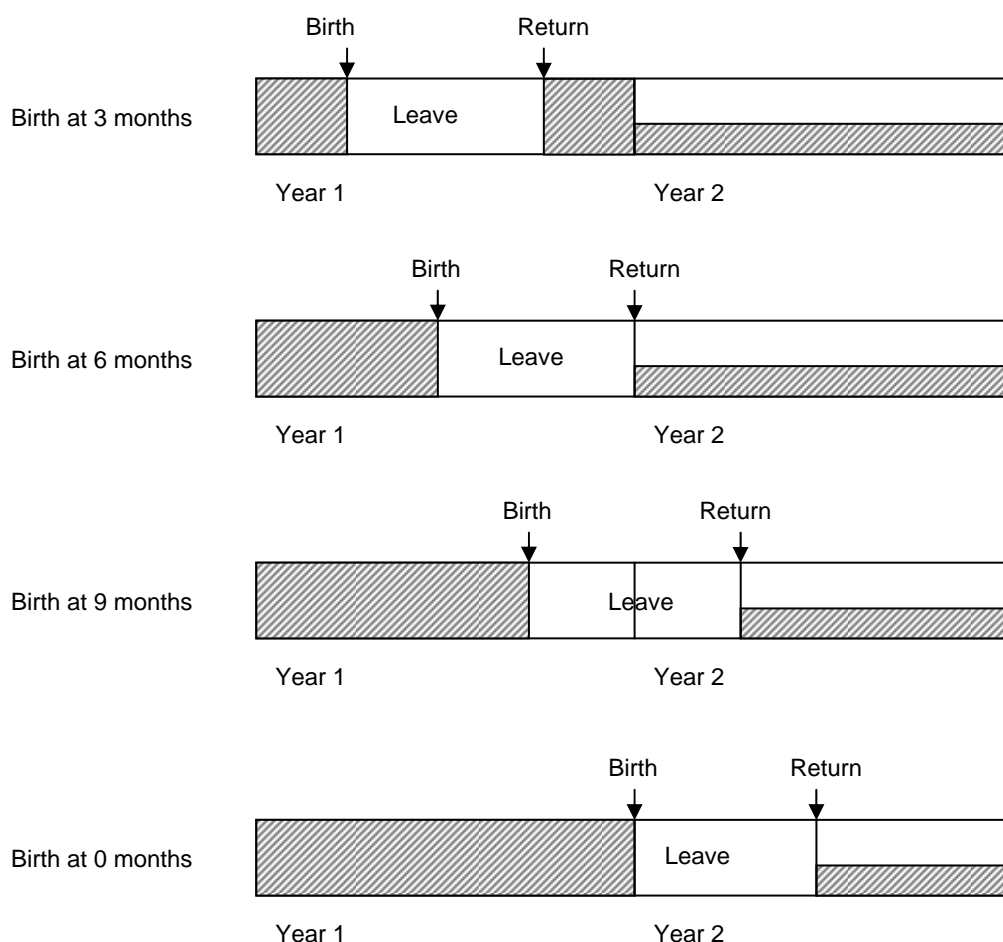 Birth Return
Birth at 3 months Leave
Year 1 Year 2
Birth Return
Birth at 6 months Leave
Year 1 Year 2
Birth Return
Birth at 9 months Leave
Year 1 Year 2
Birth Return
Birth at 0 months Leave
Year 1 Year 2